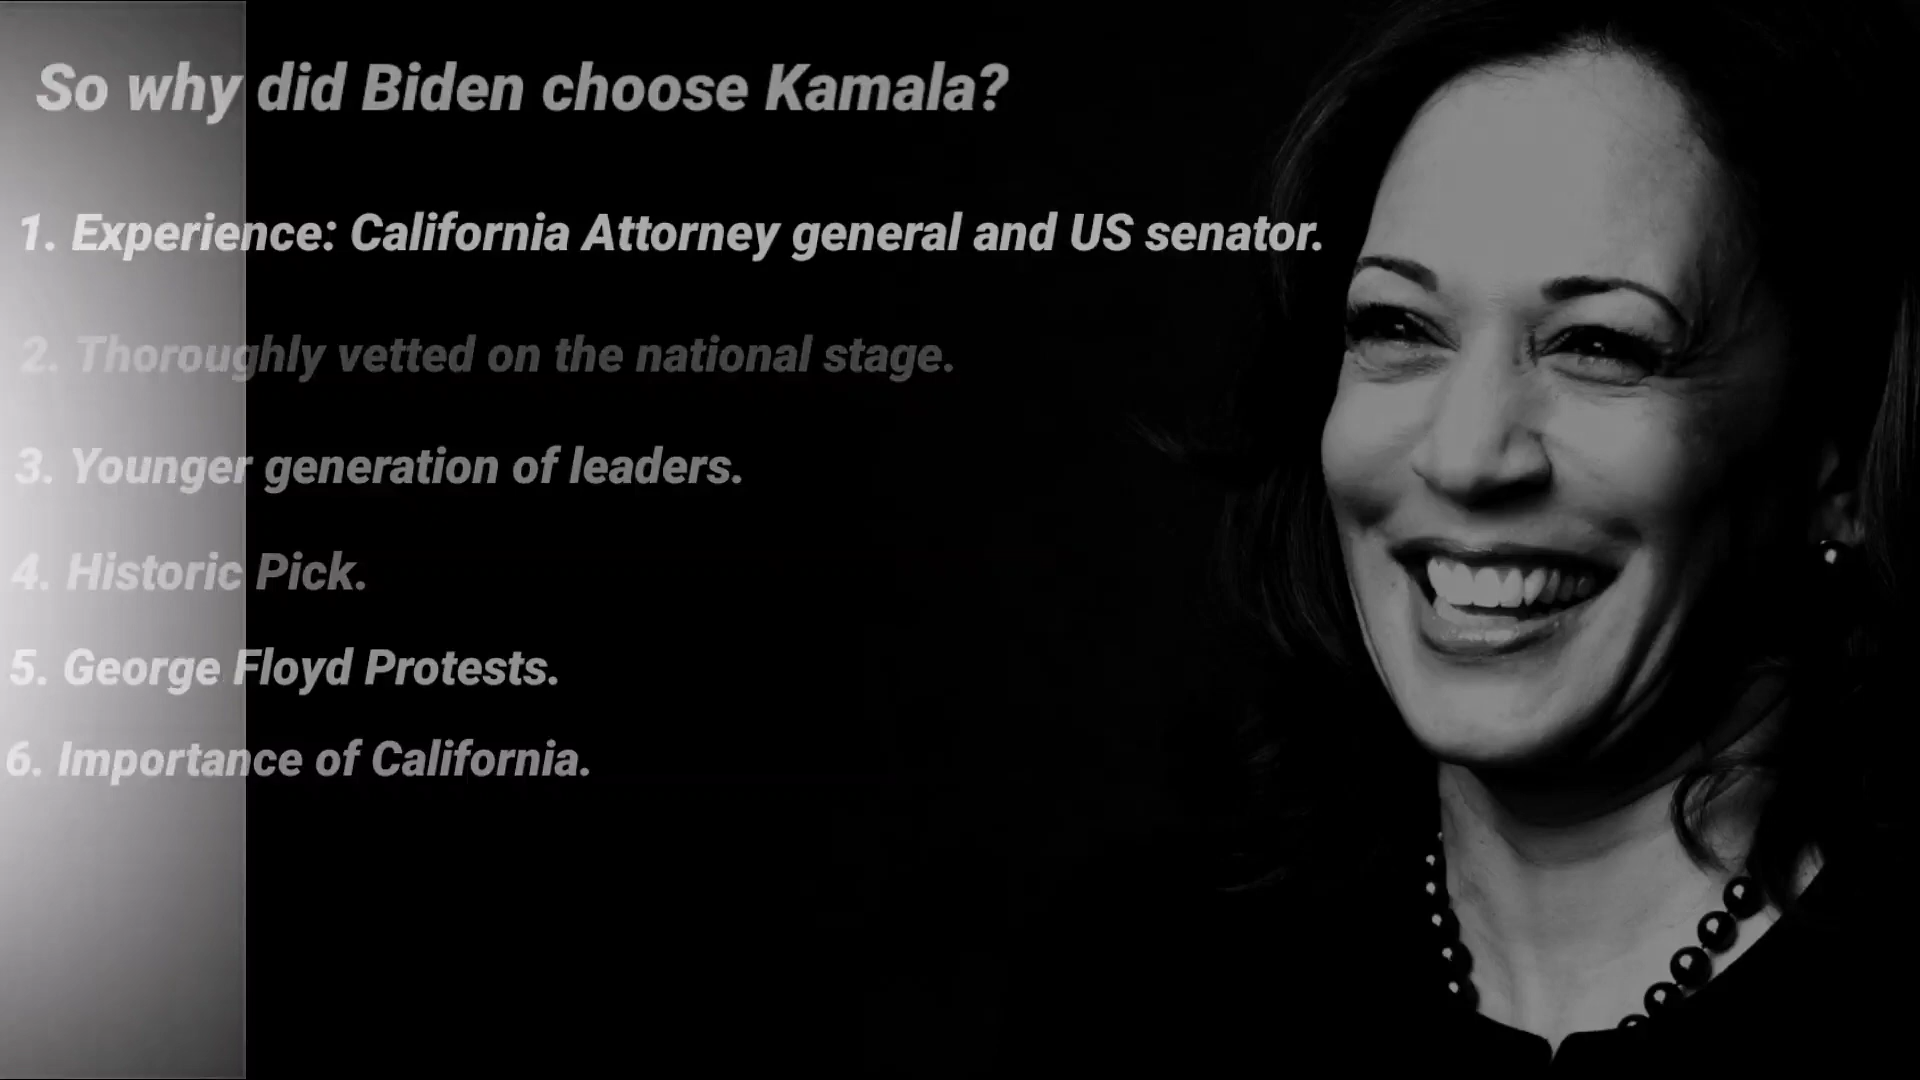 So why did Biden choose Kamala?
1. Experience: California Attorney general and US senator.
2. Thoroughly vetted on the national stage.
3. Younger generation of leaders.
4. Historic Pick.
5. George Floyd Protests.
6. Importance of California.